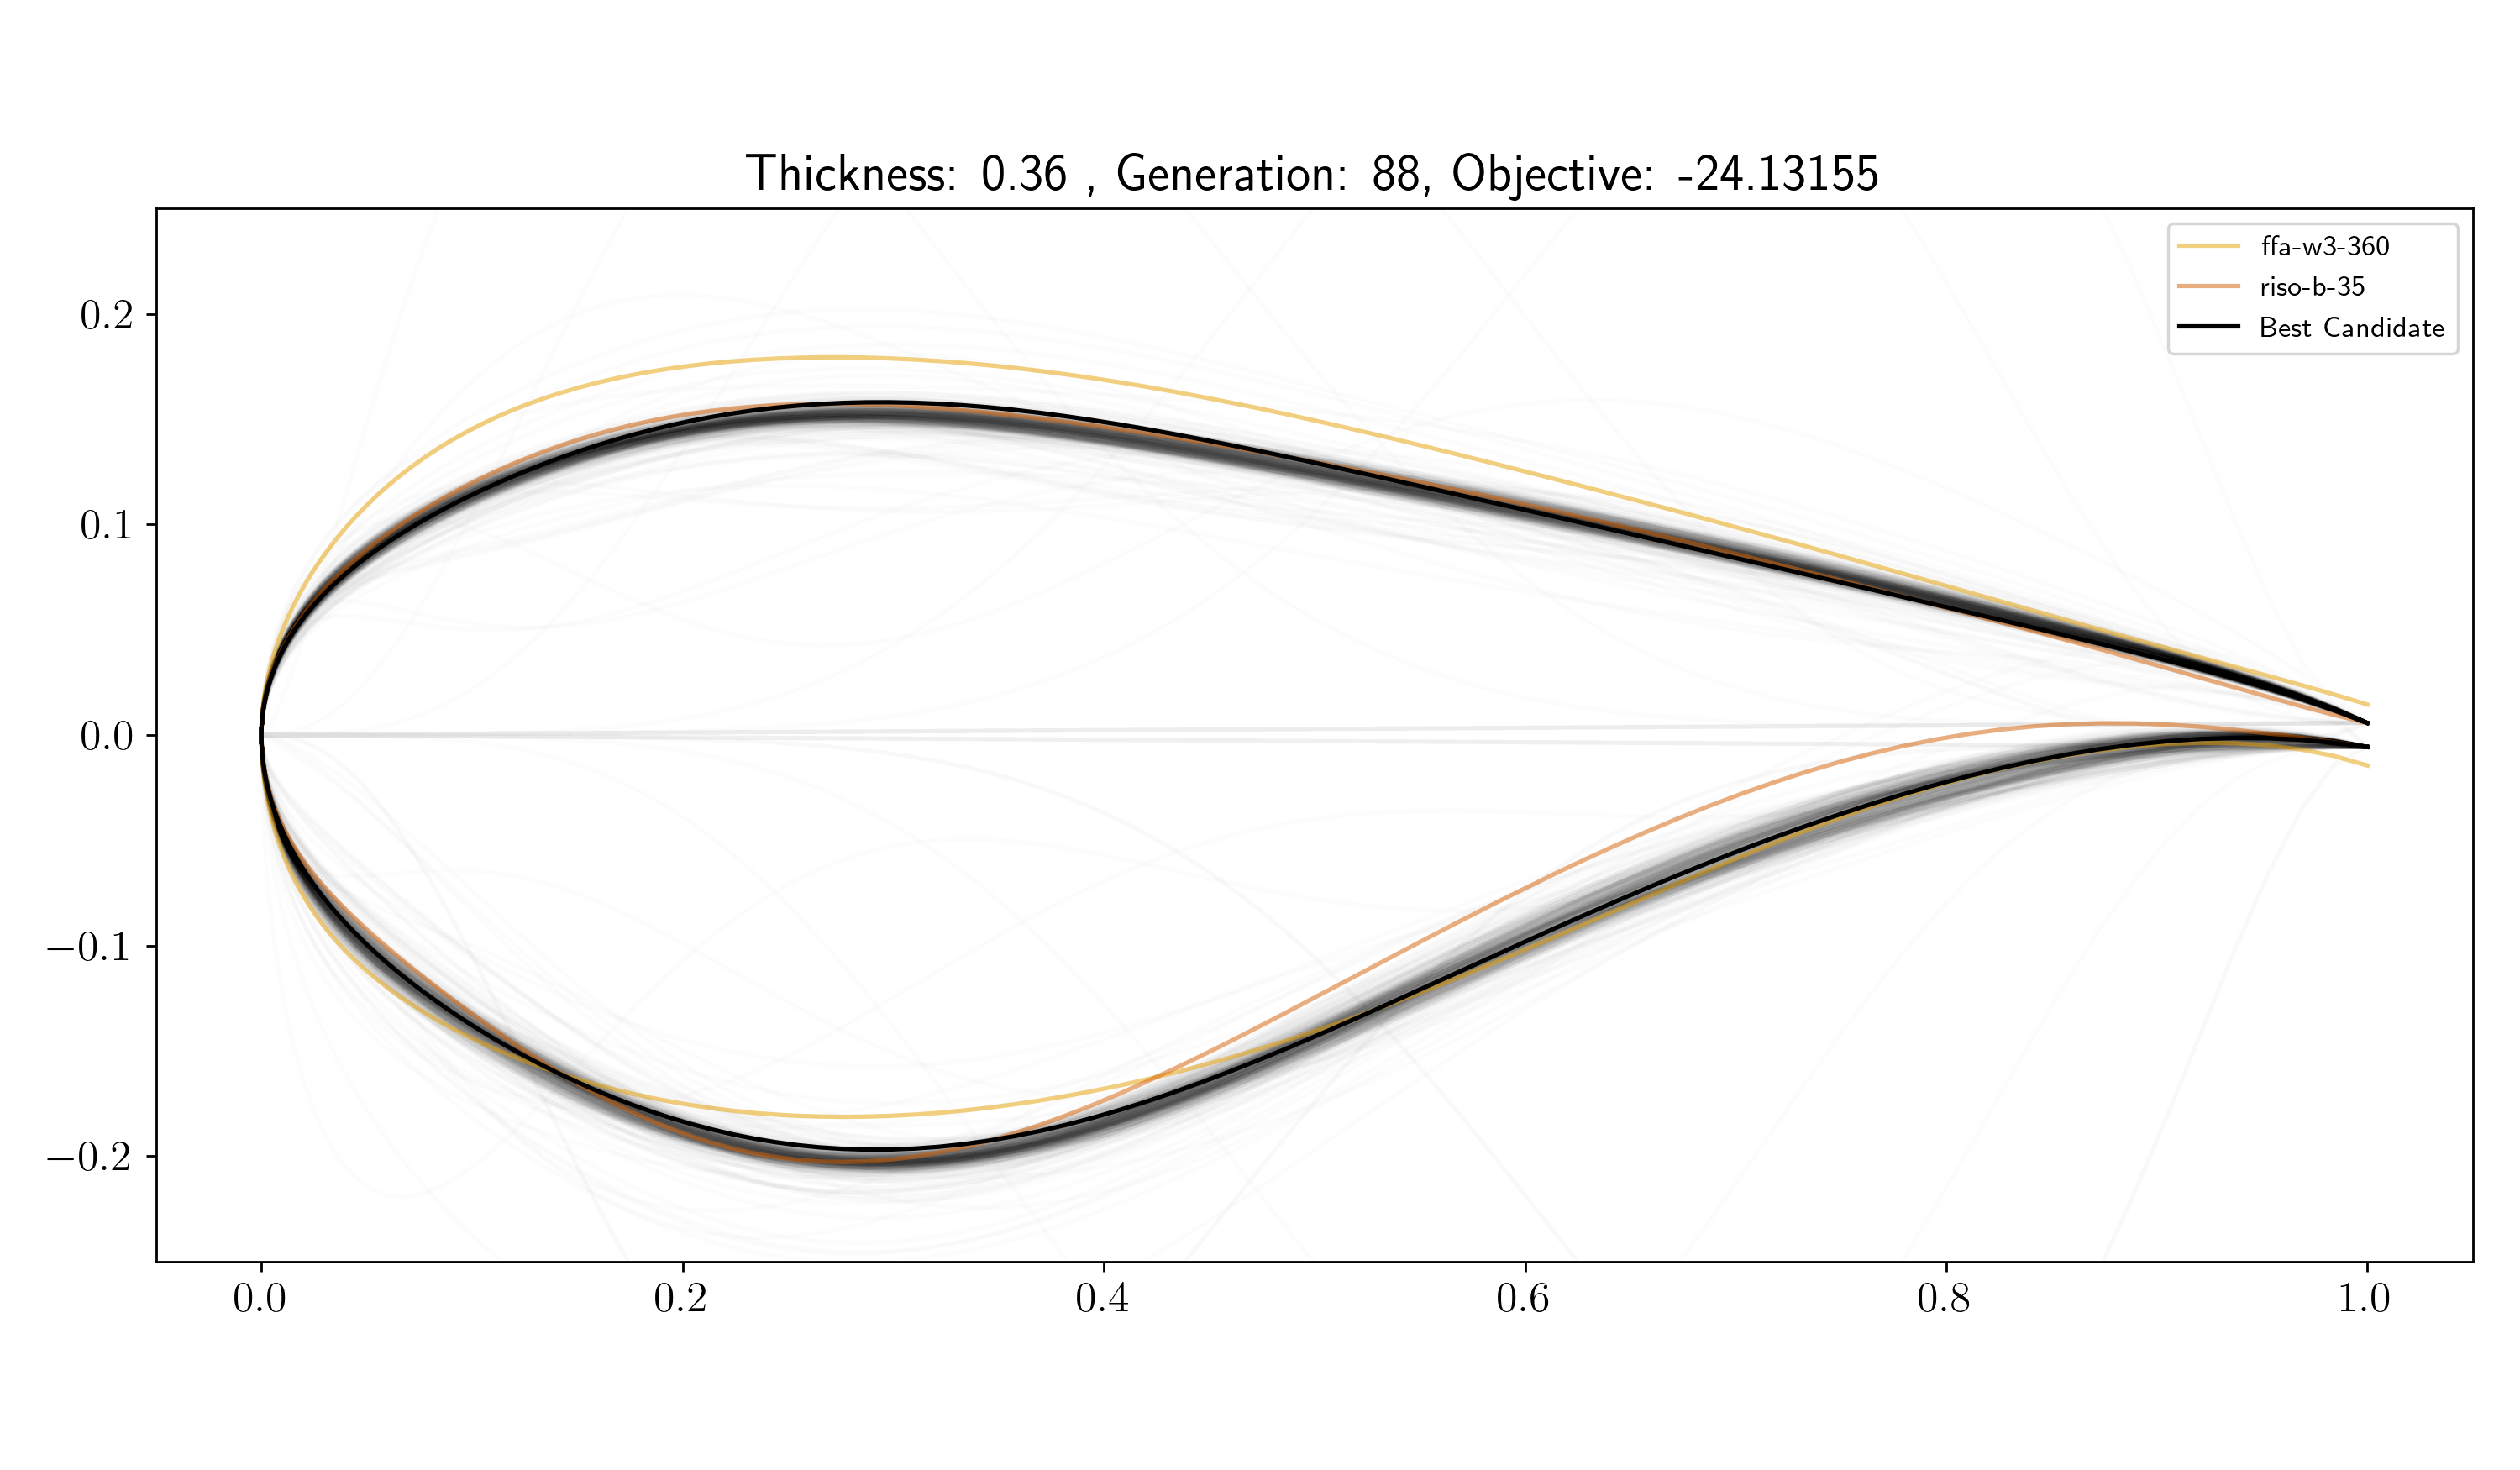 Thickness: 0.36 , Generation: 88, Objective: -24.13155
ffa-w3-360
riso-b-35
Best Candidate
0.2
0.1
0.0
−0.1
−0.2
0.0 0.2 0.4 0.6 0.8 1.0